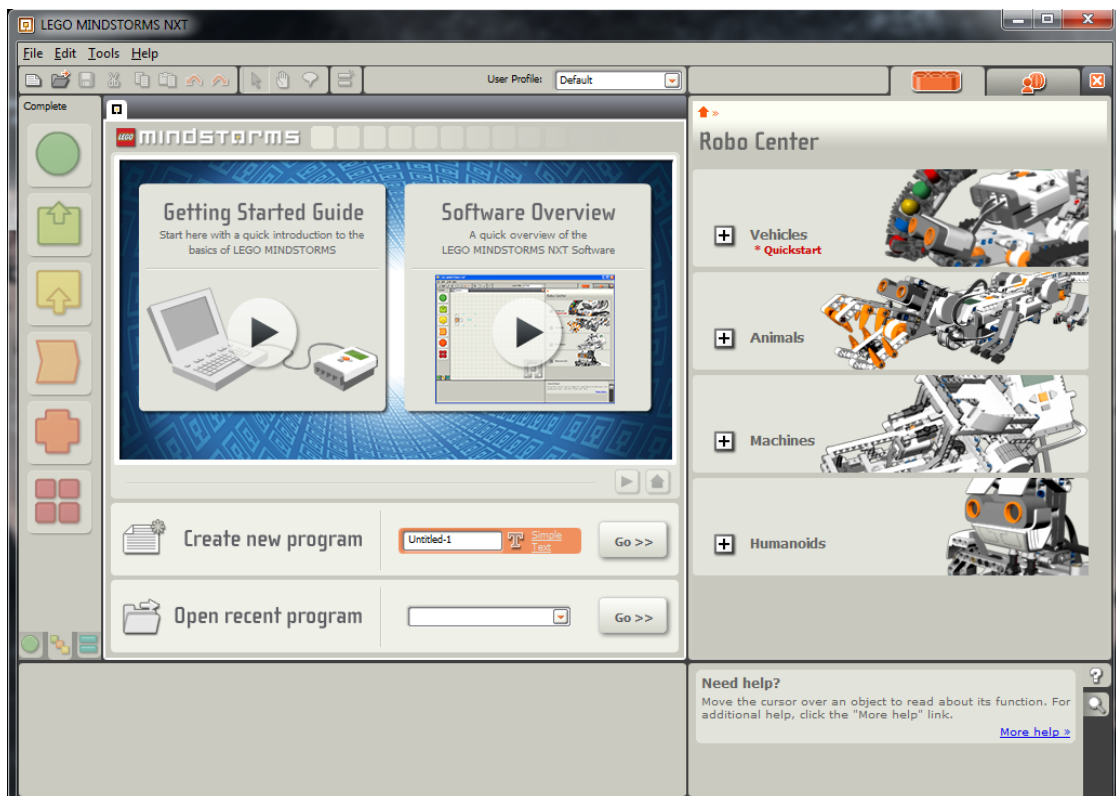 LEGO MINDSTORMS NXT
File Edit Tools Help
User Profile: Default
Complete
LEGO mindstorms
Getting Started Guide
Start here with a quick introduction to the
basics of LEGO MINDSTORMS
Software Overview
A quick overview of the
LEGO MINDSTORMS NXT Software
Create new program
Untitled-1
T Simple
Text
Go >>
Open recent program
Go >>
Robo Center
Vehicles
* Quickstart
Animals
Machines
Humanoids
Need help?
Move the cursor over an object to read about its function. For
additional help, click the "More help" link.
More help »